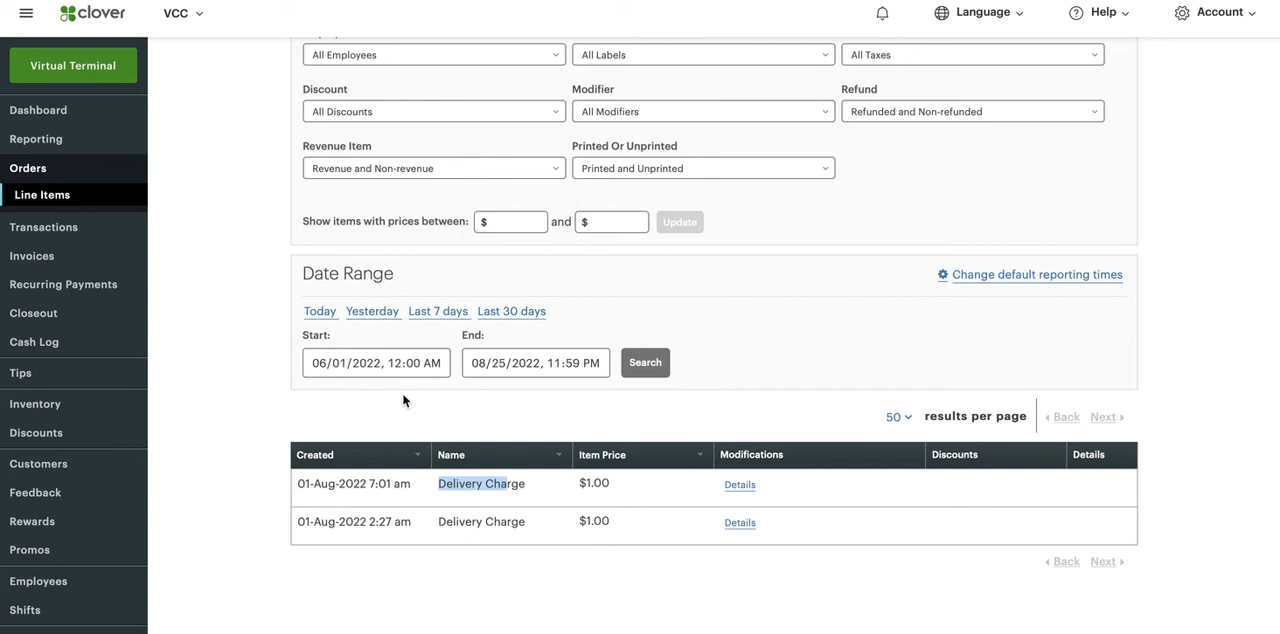 clover
VCC
Language
Help
Account
Virtual Terminal
Dashboard
Reporting
Orders
Line Items
Transactions
Invoices
Recurring Payments
Closeout
Cash Log
Tips
Inventory
Discounts
Customers
Feedback
Rewards
Promos
Employees
Shifts
All Employees
All Labels
All Taxes
Discount
Modifier
Refund
All Discounts
All Modifiers
Refunded and Non-refunded
Revenue Item
Printed Or Unprinted
Revenue and Non-revenue
Printed and Unprinted
Show items with prices between: $ and $ Update
Date Range
Change default reporting times
Today Yesterday Last 7 days Last 30 days
Start: End:
06/01/2022, 12:00 AM 08/25/2022, 11:59 PM Search
50 results per page Back Next
Created Name Item Price Modifications Discounts Details
01-Aug-2022 7:01 am Delivery Charge $1.00 Details
01-Aug-2022 2:27 am Delivery Charge $1.00 Details
Back Next